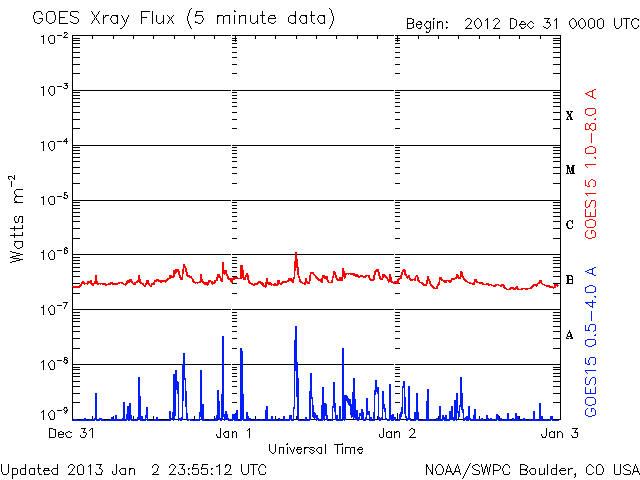 GOES Xray Flux (5 minute data)
Begin: 2012 Dec 31 0000 UTC
10⁻²
10⁻³
10⁻⁴
10⁻⁵
10⁻⁶
10⁻⁷
10⁻⁸
10⁻⁹
Watts m⁻²
X
M
C
B
A
GOES15 1.0–8.0 A
GOES15 0.5–4.0 A
Dec 31
Jan 1
Jan 2
Jan 3
Universal Time
Updated 2013 Jan 2 23:55:12 UTC
NOAA/SWPC Boulder, CO USA